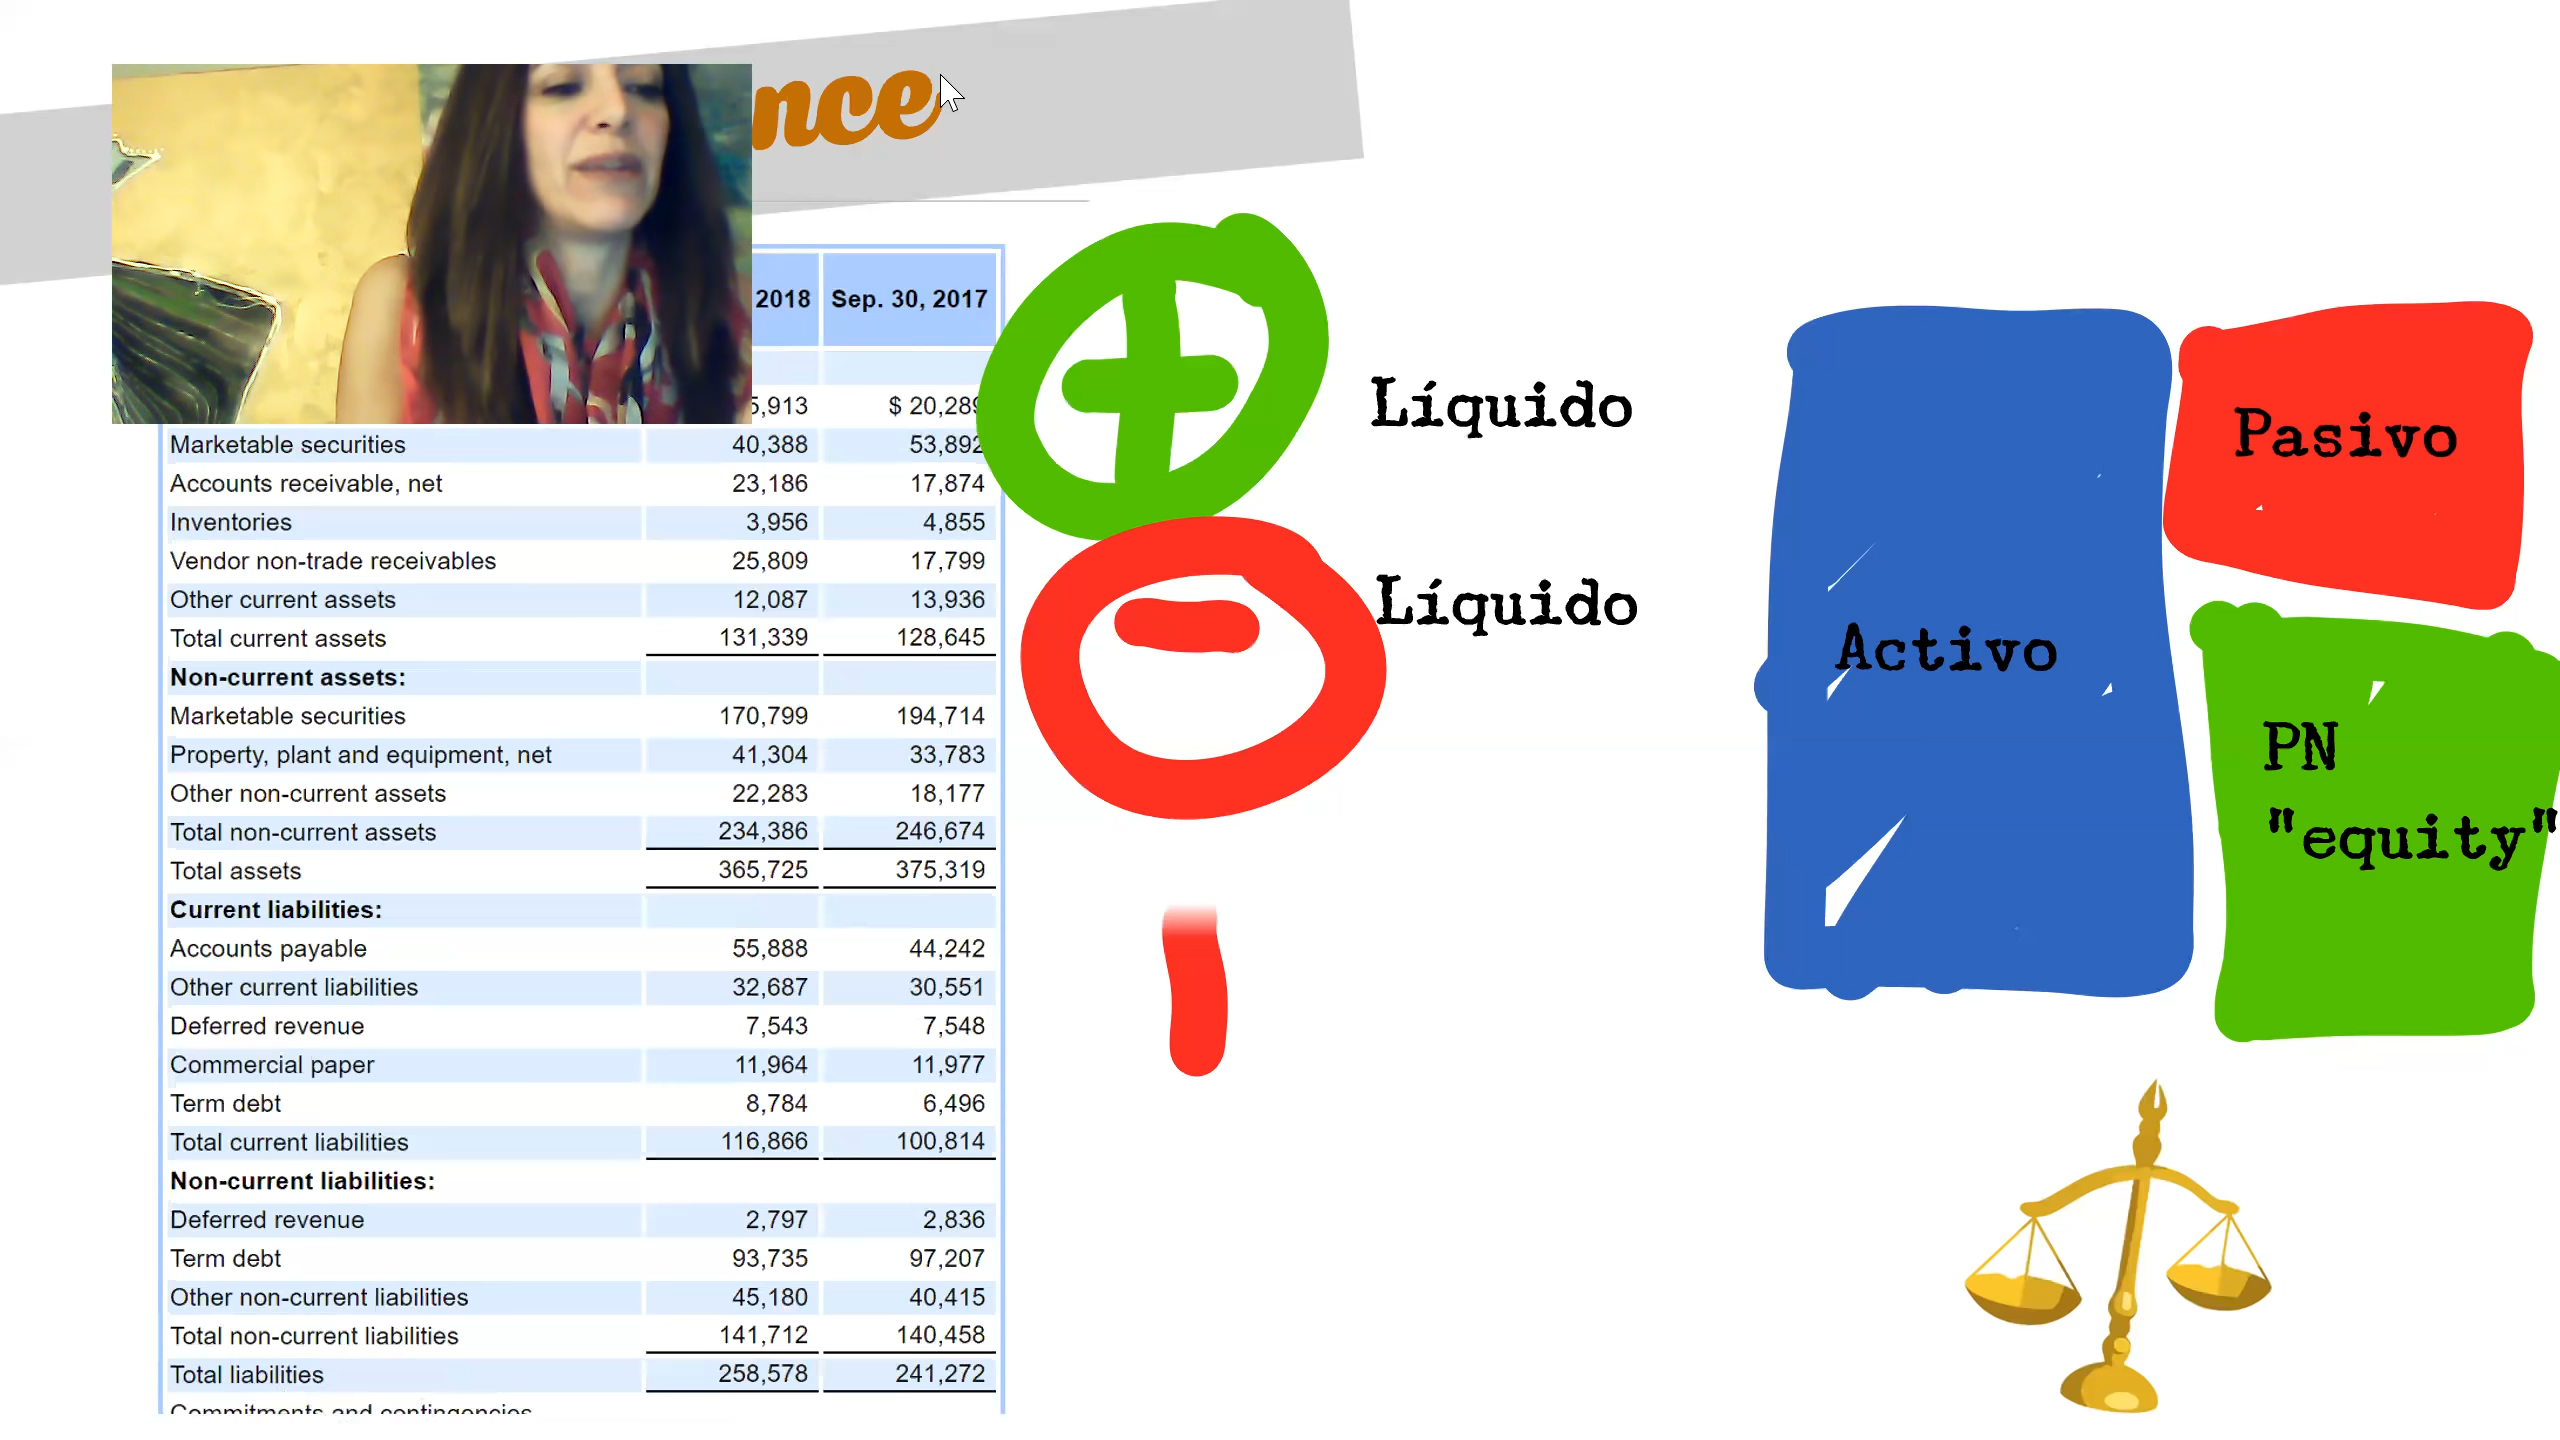 nce
2018 Sep. 30, 2017
5,913 $ 20,289
Marketable securities 40,388 53,892
Accounts receivable, net 23,186 17,874
Inventories 3,956 4,855
Vendor non-trade receivables 25,809 17,799
Other current assets 12,087 13,936
Total current assets 131,339 128,645
Non-current assets:
Marketable securities 170,799 194,714
Property, plant and equipment, net 41,304 33,783
Other non-current assets 22,283 18,177
Total non-current assets 234,386 246,674
Total assets 365,725 375,319
Current liabilities:
Accounts payable 55,888 44,242
Other current liabilities 32,687 30,551
Deferred revenue 7,543 7,548
Commercial paper 11,964 11,977
Term debt 8,784 6,496
Total current liabilities 116,866 100,814
Non-current liabilities:
Deferred revenue 2,797 2,836
Term debt 93,735 97,207
Other non-current liabilities 45,180 40,415
Total non-current liabilities 141,712 140,458
Total liabilities 258,578 241,272
Commitments and contingencies
Líquido
Líquido
Activo
Pasivo
PN
"equity"